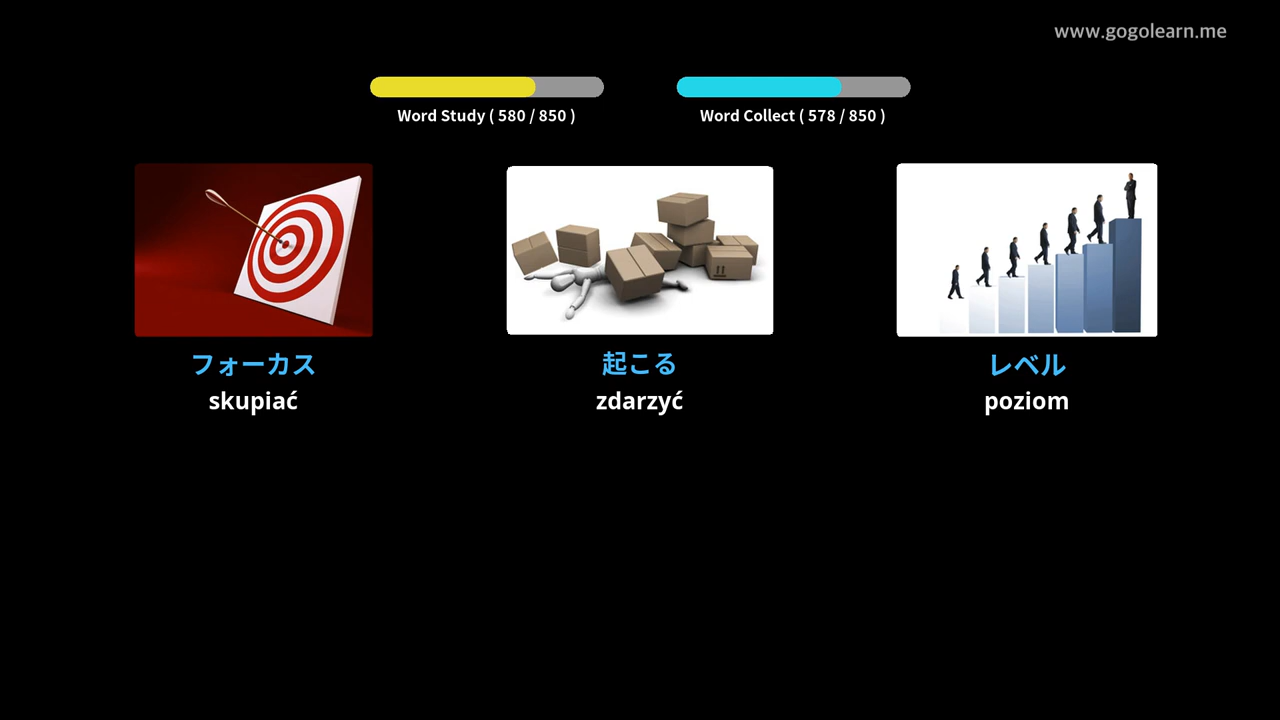 www.gogolearn.me
Word Study ( 580 / 850 )
Word Collect ( 578 / 850 )
フォーカス
skupiać
起こる
zdarzyć
レベル
poziom